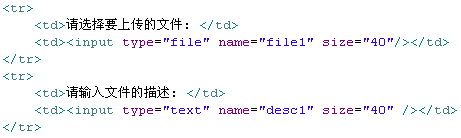 <tr>
<td>请选择要上传的文件：</td>
<td><input type="file" name="file1" size="40"/></td>
</tr>
<tr>
<td>请输入文件的描述：</td>
<td><input type="text" name="desc1" size="40" /></td>
</tr>